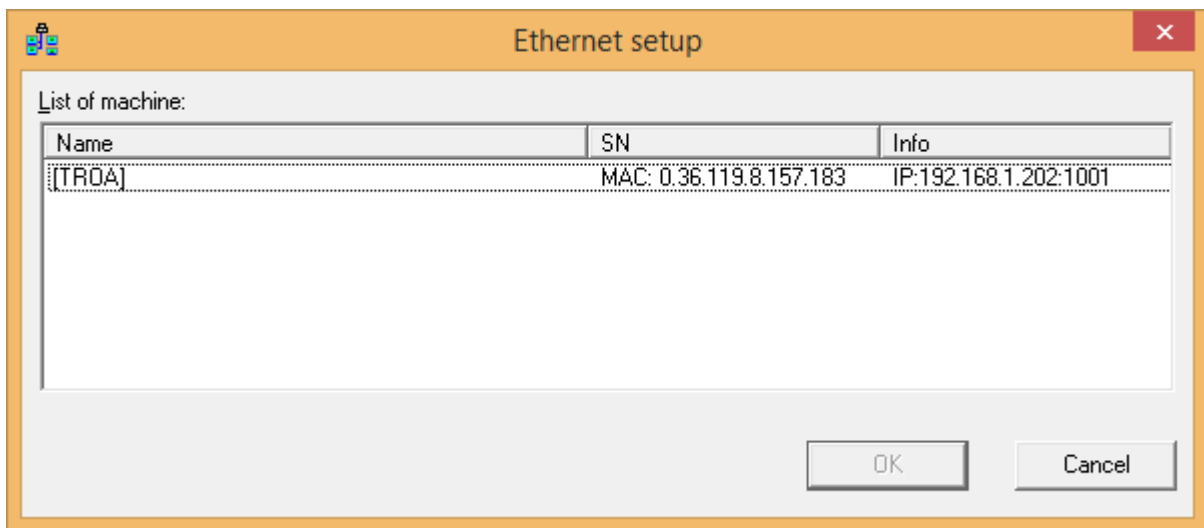 Ethernet setup
List of machine:
Name SN Info
[TROA] MAC: 0.36.119.8.157.183 IP:192.168.1.202:1001
OK Cancel